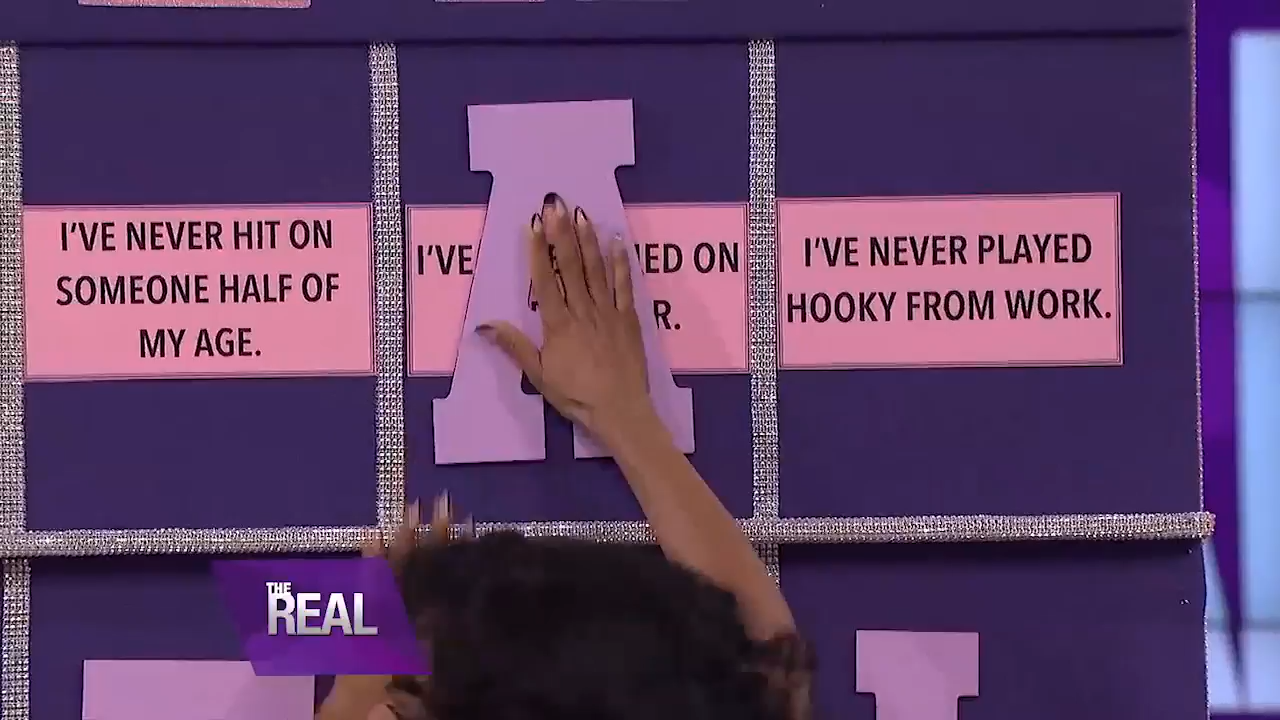 I'VE NEVER HIT ON
SOMEONE HALF OF
MY AGE.
I'VE
ED ON
R.
A
I'VE NEVER PLAYED
HOOKY FROM WORK.
THE
REAL